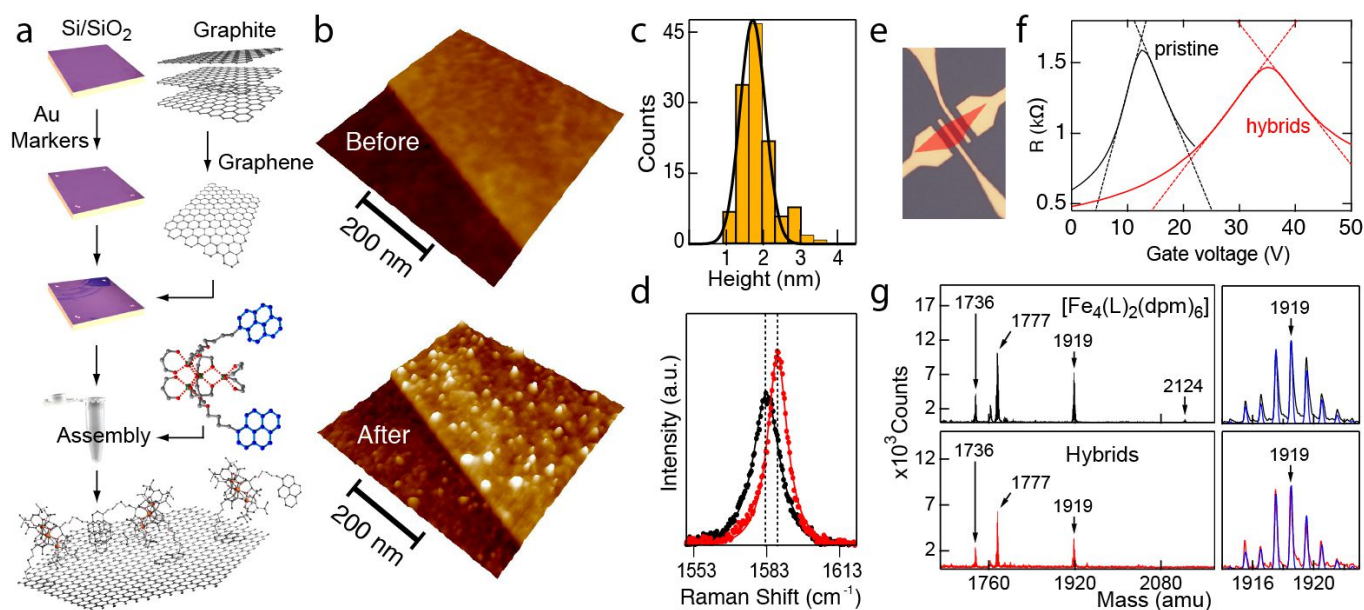 a
Si/SiO2
Graphite
Au
Markers
Graphene
Assembly
b
Before
200 nm
After
200 nm
c
Counts
45
30
15
0
1 2 3 4
Height (nm)
d
Intensity (a.u.)
1553 1583 1613
Raman Shift (cm-1)
e
f
R (kΩ)
1.5
1
0.5
pristine
hybrids
0 10 20 30 40 50
Gate voltage (V)
g
x10³Counts
17
12
7
2
1736
1777
1919
2124
[Fe4(L)2(dpm)6]
1919
12
7
2
1736
1777
1919
Hybrids
1919
1760 1920 2080
1916 1920
Mass (amu)